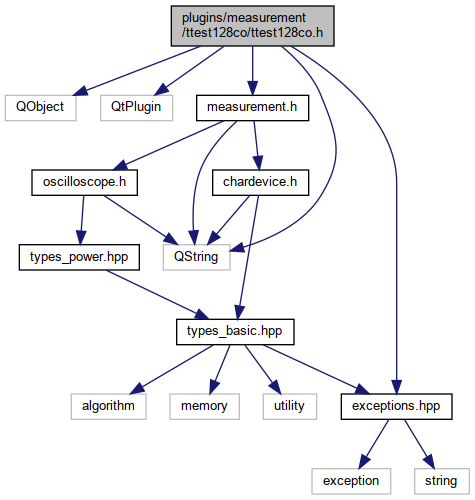 plugins/measurement
/ttest128co/ttest128co.h
QObject
QtPlugin
measurement.h
oscilloscope.h
chardevice.h
types_power.hpp
QString
types_basic.hpp
algorithm
memory
utility
exceptions.hpp
exception
string